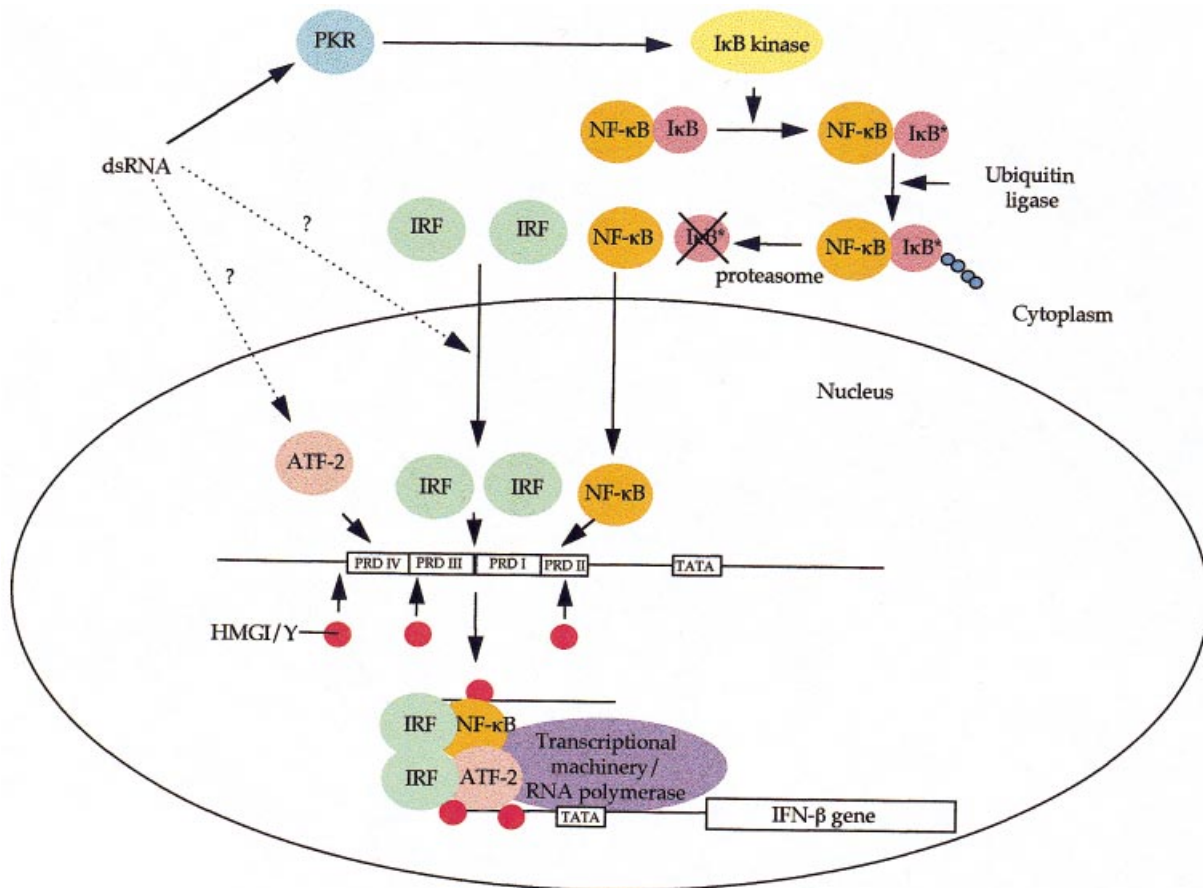 PKR
IκB kinase
NF-κB IκB
NF-κB IκB*
dsRNA
Ubiquitin
ligase
?
IRF
IRF
NF-κB
IκB*
NF-κB IκB*
?
proteasome
Cytoplasm
Nucleus
ATF-2
IRF
IRF
NF-κB
PRD IV PRD III PRD I PRD II TATA
HMGI/Y
IRF
NF-κB
Transcriptional
machinery/
RNA polymerase
IRF
ATF-2
TATA
IFN-β gene